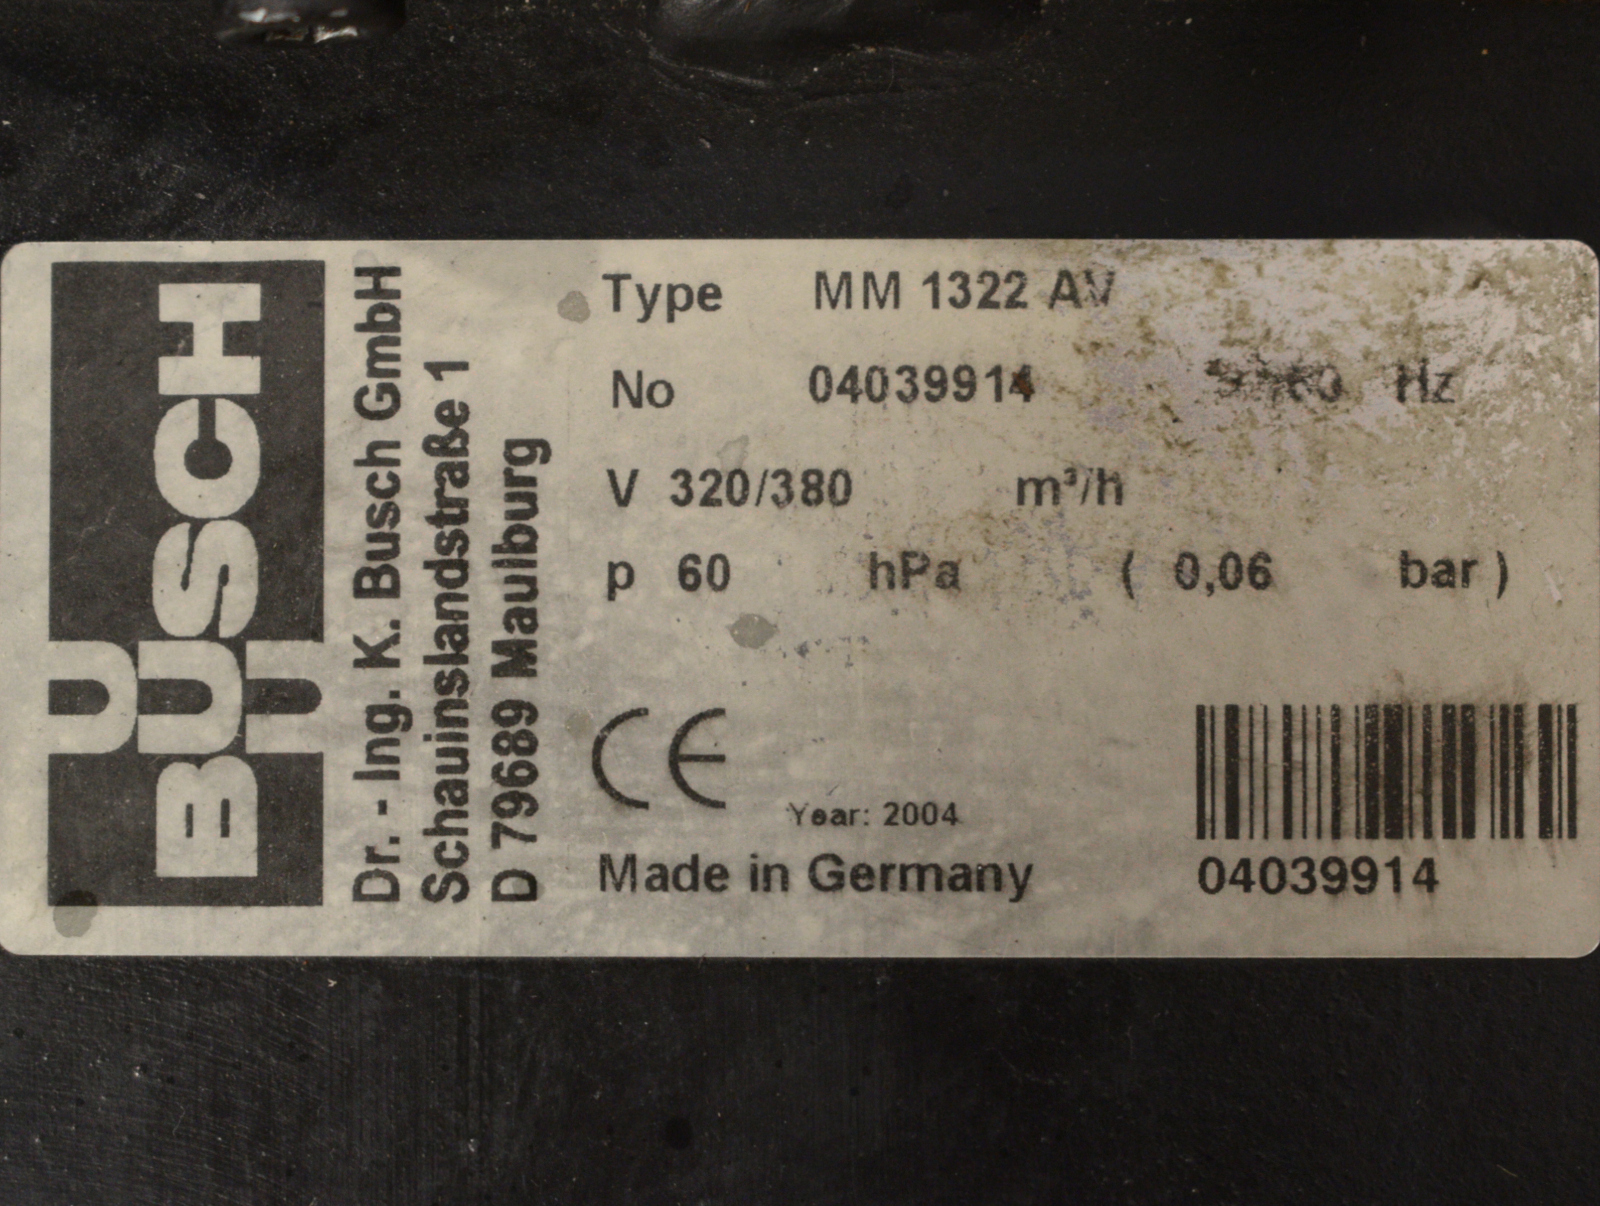 BUSCH
Dr. - Ing. K. Busch GmbH
Schauinslandstraße 1
D 79689 Maulburg
Type MM 1322 AV
No 04039914 Hz
V 320/380 m³/h
p 60 hPa ( 0,06 bar )
CE
Year: 2004
Made in Germany
04039914